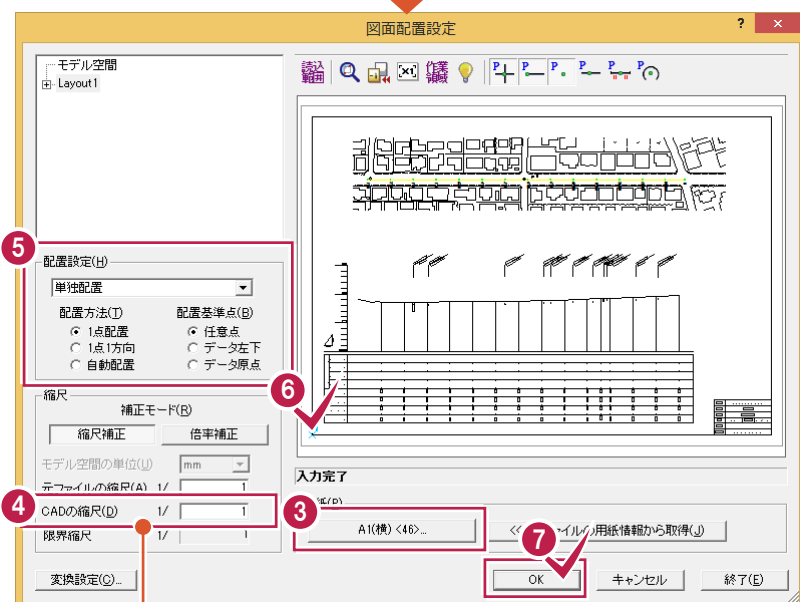 図面配置設定
? ×
モデル空間
Layout1
読込範囲
×1
作業領域
P P P P P P
5
配置設定(H)
単独配置
配置方法(T) 配置基準点(B)
1点配置 任意点
1点1方向 データ左下
自動配置 データ原点
6
縮尺
補正モード(R)
縮尺補正 倍率補正
モデル空間の単位(U) mm
元ファイルの縮尺(A) 1/ 1
4
CADの縮尺(D) 1/ 1
限界縮尺 1/ 1
変換設定(C)...
入力完了
3
紙(P)
A1(横) <46>...
<< ァイルの用紙情報から取得(J)
7
OK キャンセル 終了(E)